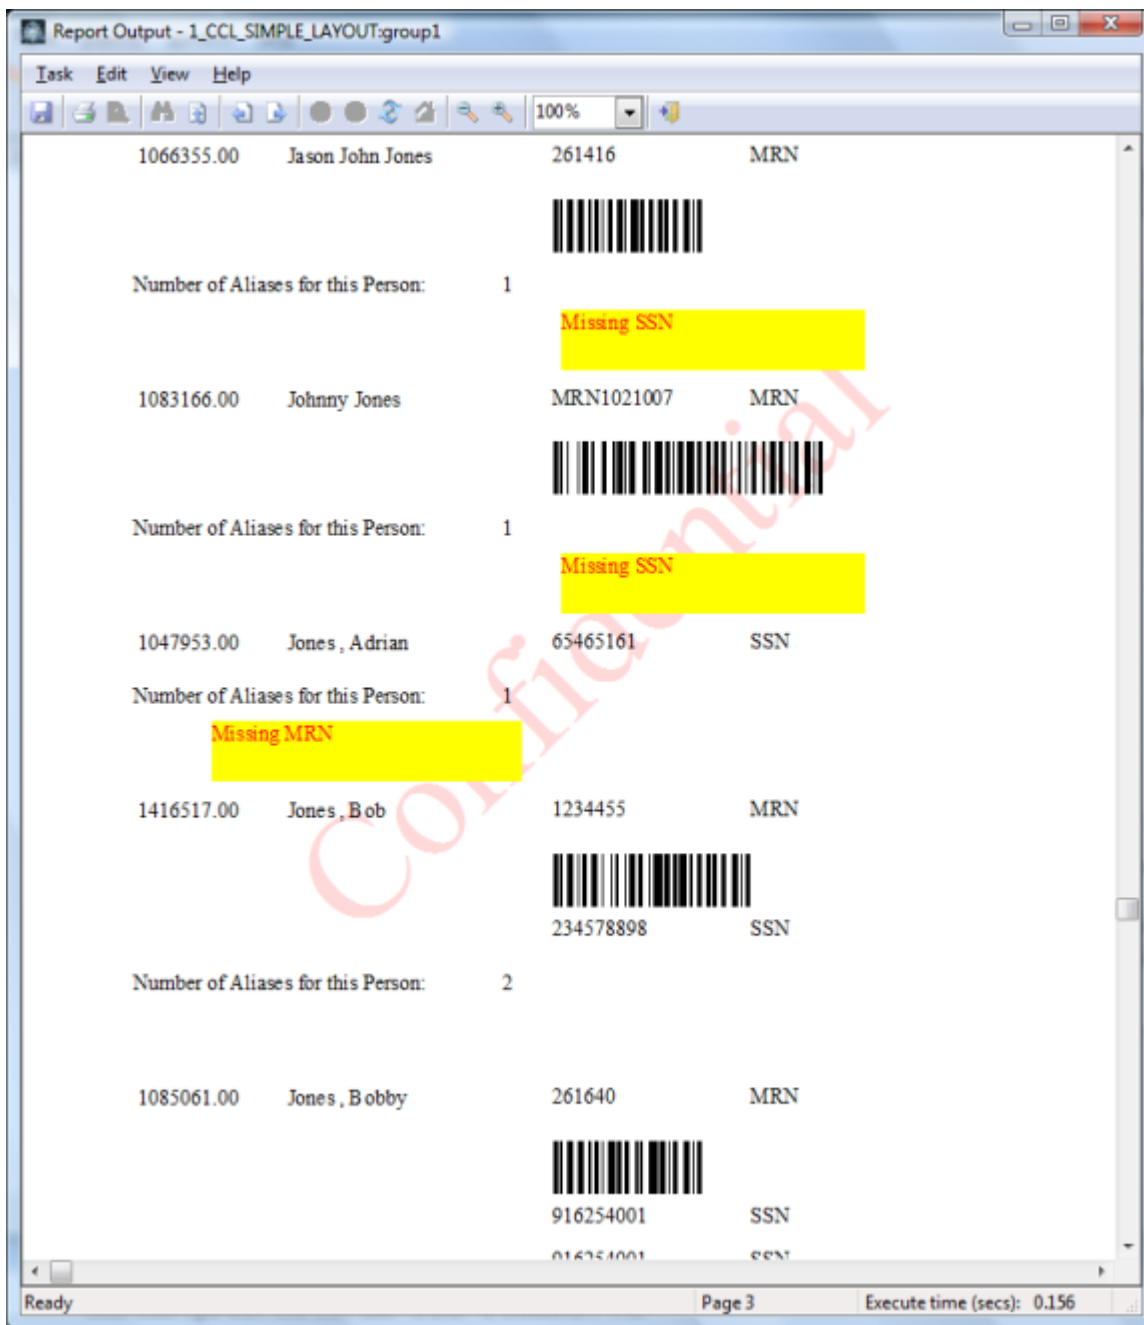 Report Output - 1_CCL_SIMPLE_LAYOUT:group1
Task Edit View Help
100%
1066355.00 Jason John Jones 261416 MRN
Number of Aliases for this Person: 1
Missing SSN
1083166.00 Johnny Jones MRN1021007 MRN
Number of Aliases for this Person: 1
Missing SSN
1047953.00 Jones , Adrian 65465161 SSN
Number of Aliases for this Person: 1
Missing MRN
1416517.00 Jones , Bob 1234455 MRN
234578898 SSN
Number of Aliases for this Person: 2
1085061.00 Jones , Bobby 261640 MRN
916254001 SSN
916254001 SSN
Confidential
Ready Page 3 Execute time (secs): 0.156